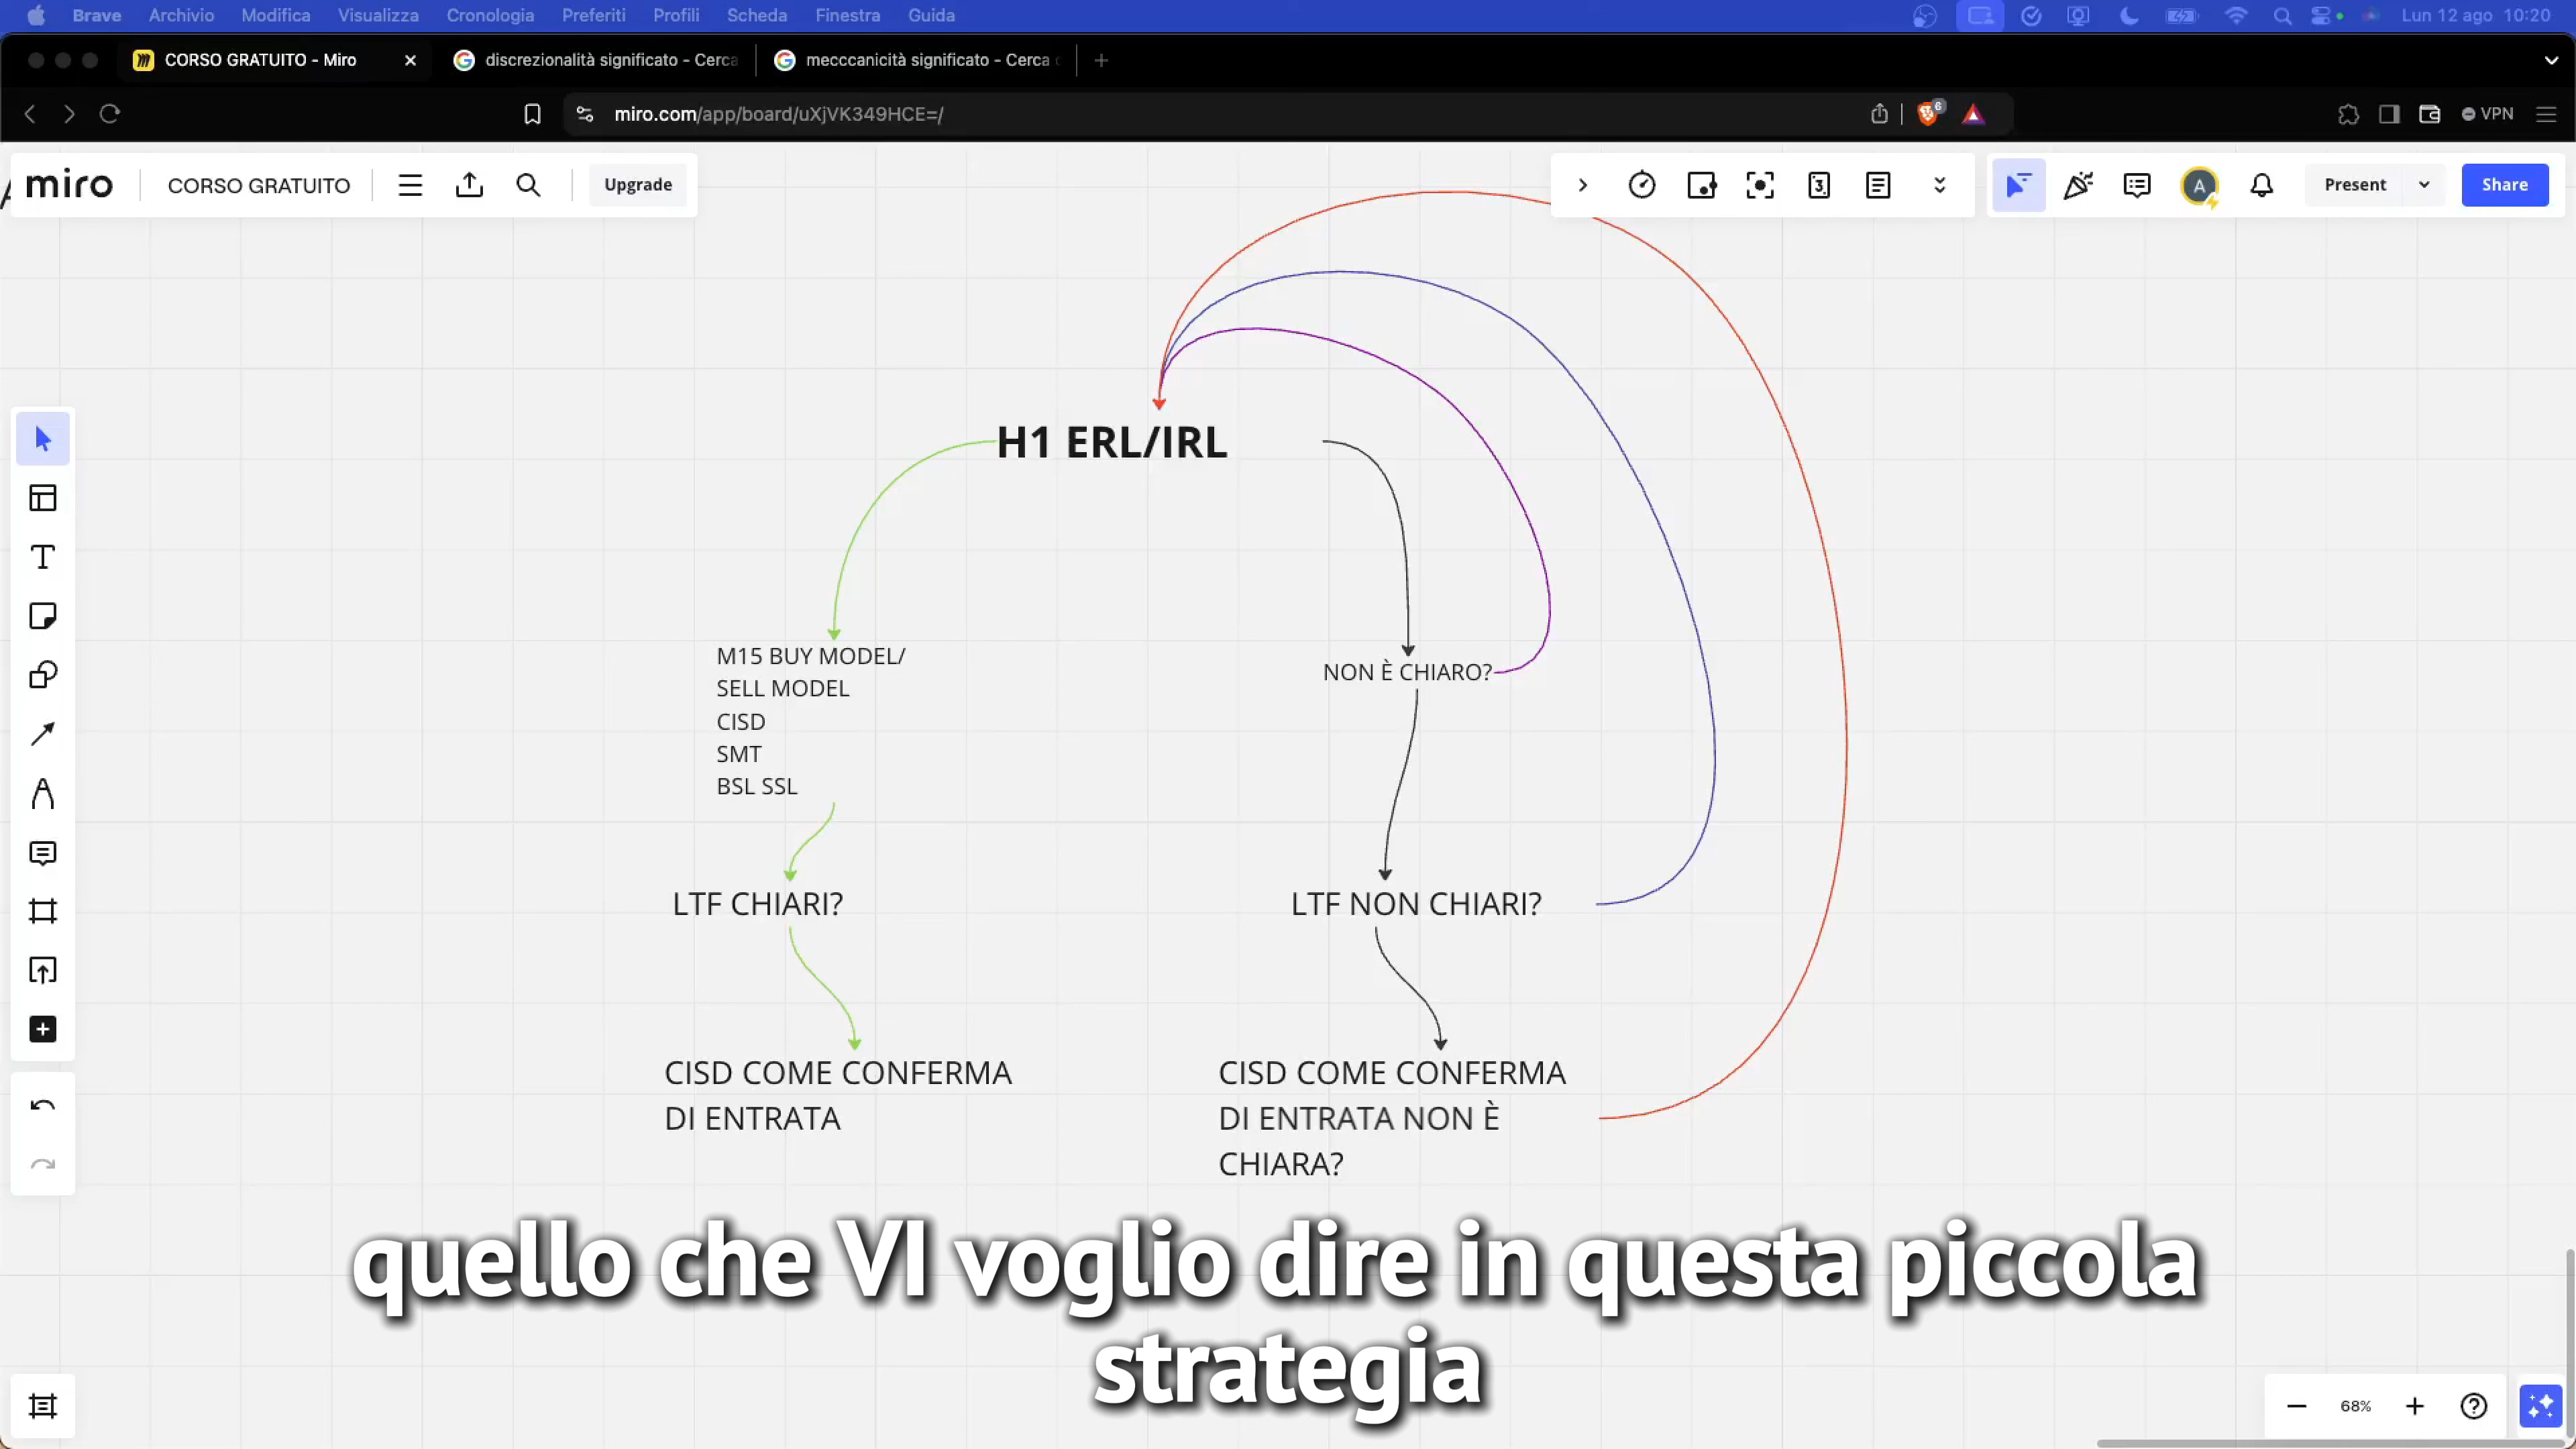 Brave Archivio Modifica Visualizza Cronologia Preferiti Profili Scheda Finestra Guida Lun 12 ago 10:20
CORSO GRATUITO - Miro discrezionalità significato - Cerca mecccanicità significato - Cerca
miro.com/app/board/uXjVK349HCE=/ 6 VPN
miro CORSO GRATUITO Upgrade 3 A Present Share
H1 ERL/IRL
M15 BUY MODEL/
SELL MODEL
CISD
SMT
BSL SSL
NON È CHIARO?
LTF CHIARI?
LTF NON CHIARI?
CISD COME CONFERMA
DI ENTRATA
CISD COME CONFERMA
DI ENTRATA NON È
CHIARA?
quello che VI voglio dire in questa piccola
strategia
68%